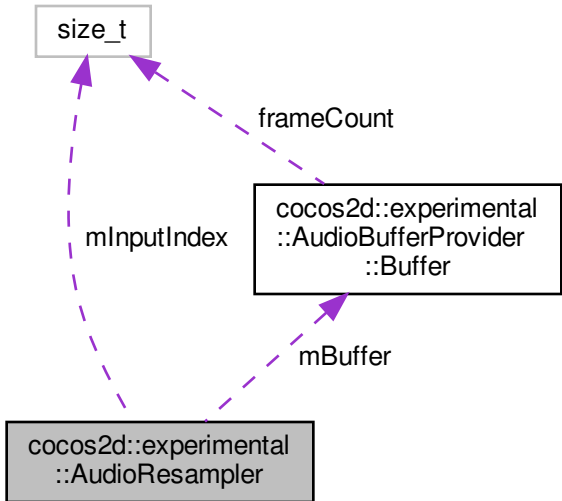 size_t
frameCount
cocos2d::experimental
::AudioBufferProvider
::Buffer
mInputIndex
mBuffer
cocos2d::experimental
::AudioResampler